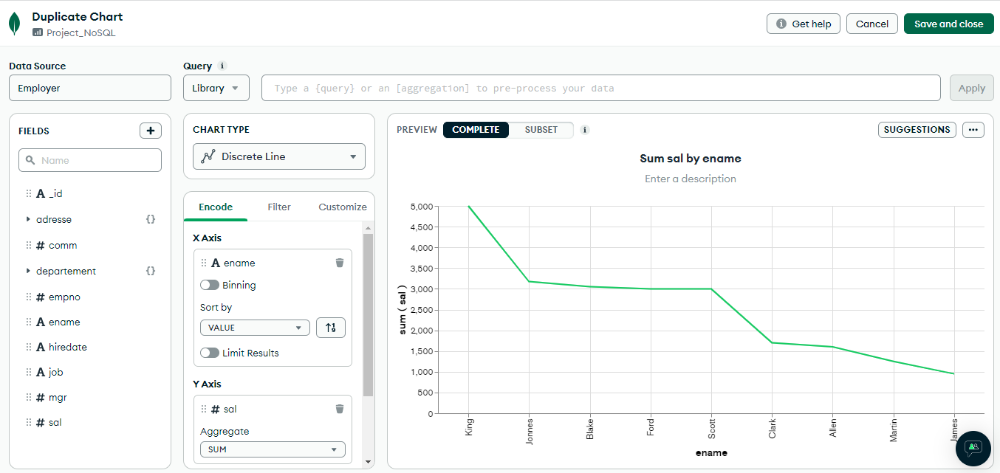 Duplicate Chart
Project_NoSQL
Get help
Cancel
Save and close
Data Source
Query i
Employer
Library
Type a {query} or an [aggregation] to pre-process your data
Apply
FIELDS
+
Name
A _id
adresse {}
# comm
departement {}
# empno
A ename
A hiredate
A job
# mgr
# sal
CHART TYPE
Discrete Line
Encode Filter Customize
X Axis
A ename
Binning
Sort by
VALUE
Limit Results
Y Axis
# sal
Aggregate
SUM
PREVIEW COMPLETE SUBSET i
SUGGESTIONS ...
Sum sal by ename
Enter a description
sum ( sal )
5,000
4,500
4,000
3,500
3,000
2,500
2,000
1,500
1,000
500
0
King Jonnes Blake Ford Scott Clark Allen Martin James
ename